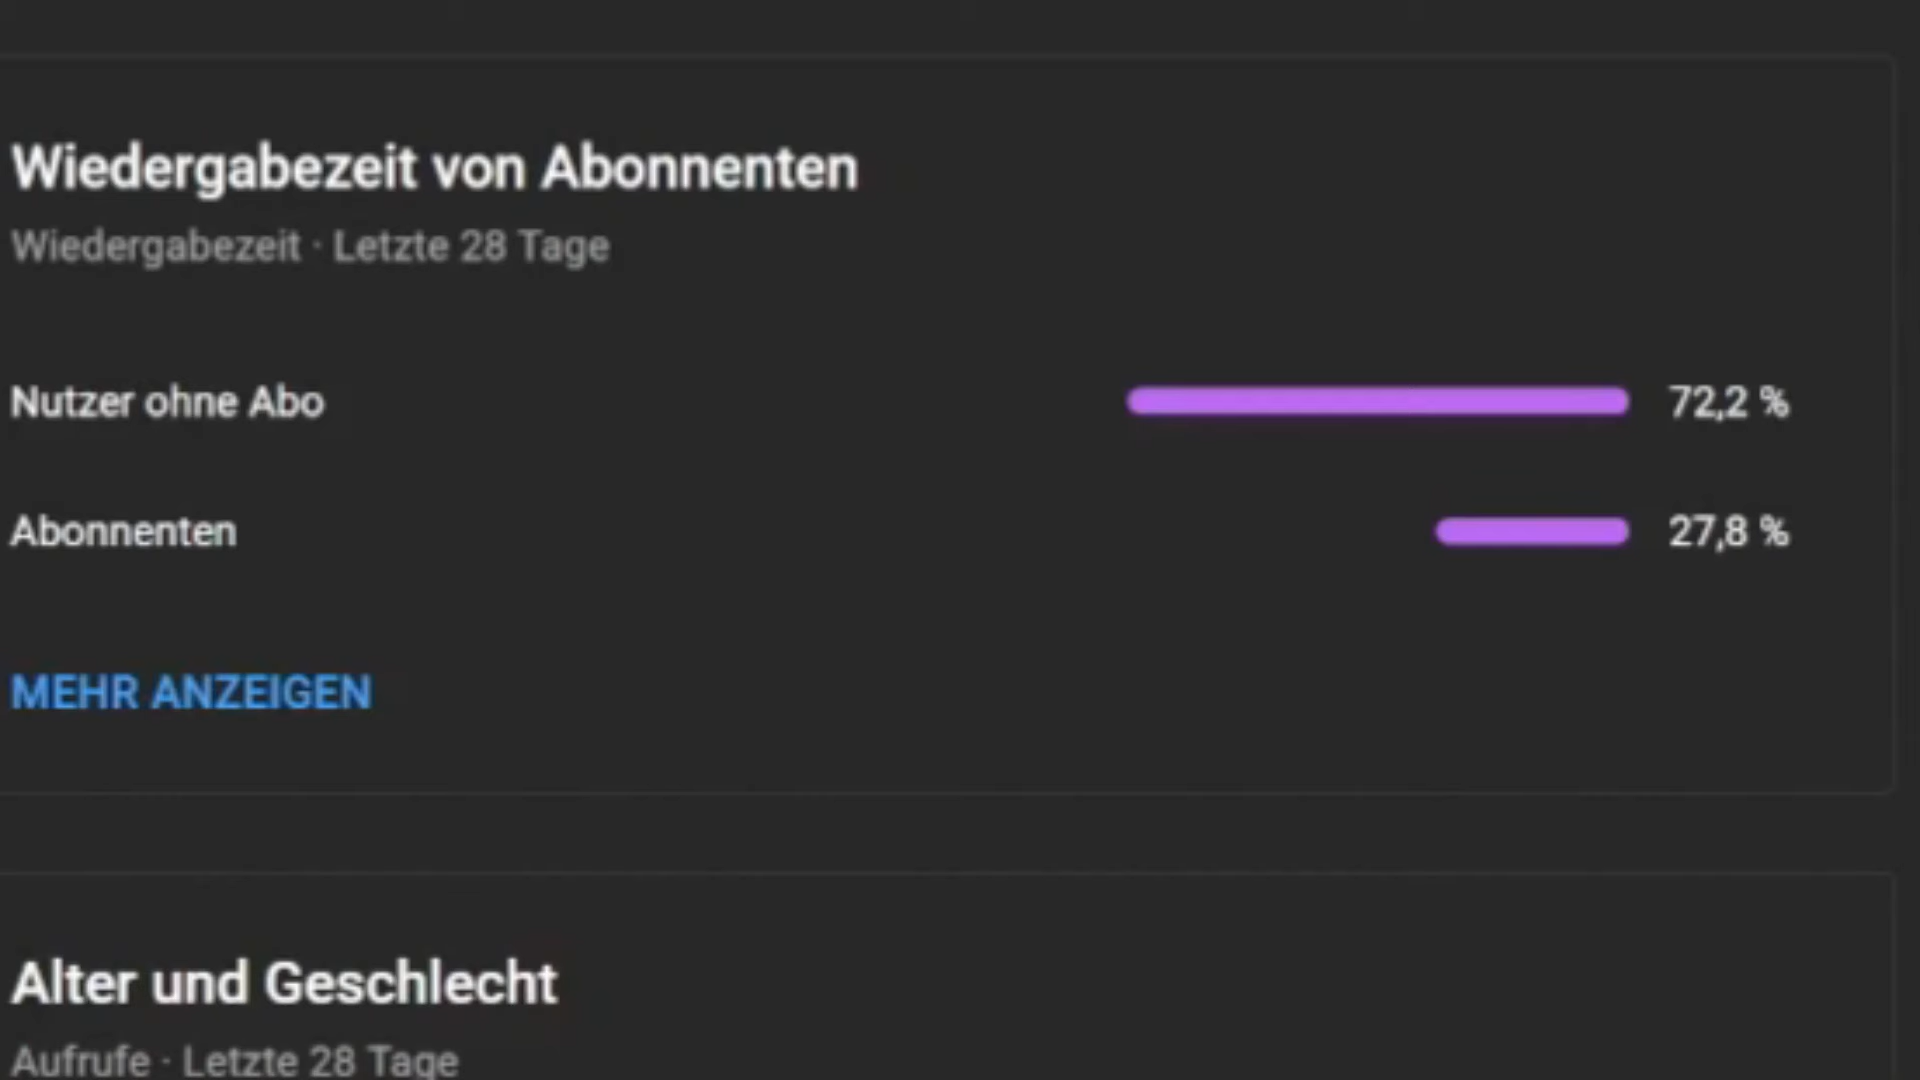 Wiedergabezeit von Abonnenten
Wiedergabezeit · Letzte 28 Tage
Nutzer ohne Abo 72,2 %
Abonnenten 27,8 %
MEHR ANZEIGEN
Alter und Geschlecht
Aufrufe · Letzte 28 Tage